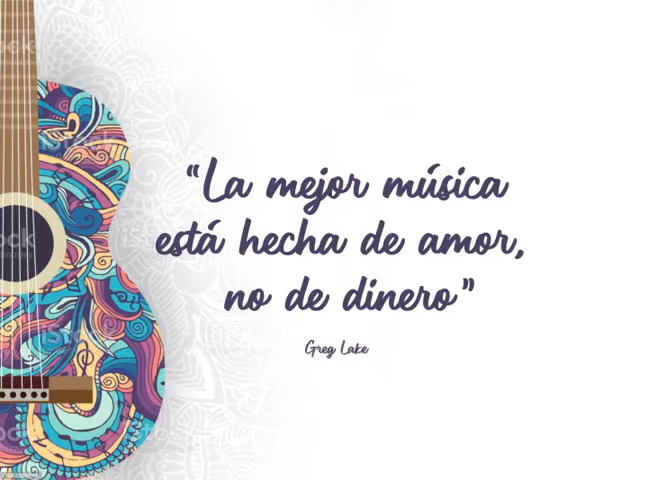 “La mejor música
está hecha de amor,
no de dinero”
Greg Lake